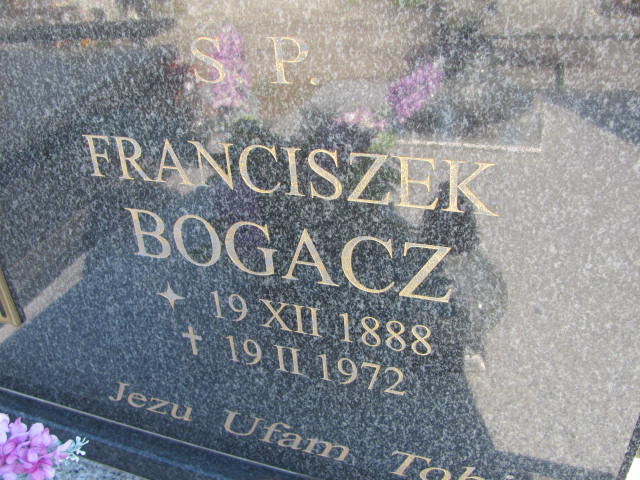 S. P.
FRANCISZEK
BOGACZ
19 XII 1888
✝ 19 II 1972
Jezu Ufam